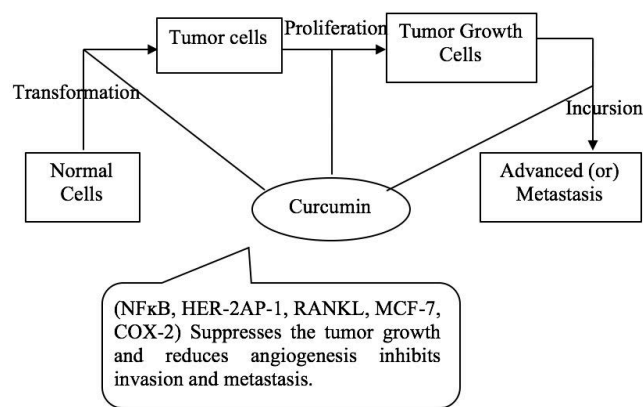 Tumor cells
Proliferation
Tumor Growth
Cells
Transformation
Incursion
Normal
Cells
Curcumin
Advanced (or)
Metastasis
(NFκB, HER-2AP-1, RANKL, MCF-7,
COX-2) Suppresses the tumor growth
and reduces angiogenesis inhibits
invasion and metastasis.